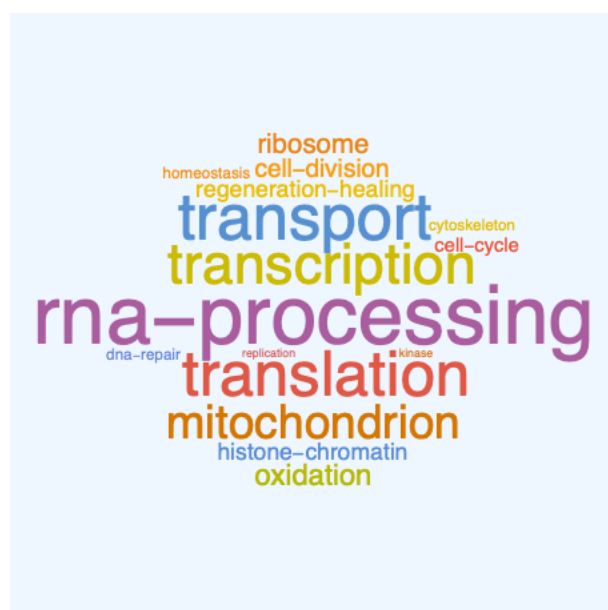 ribosome
homeostasis cell-division
regeneration-healing
transport cytoskeleton
cell-cycle
transcription
rna-processing
dna-repair replication kinase
translation
mitochondrion
histone-chromatin
oxidation